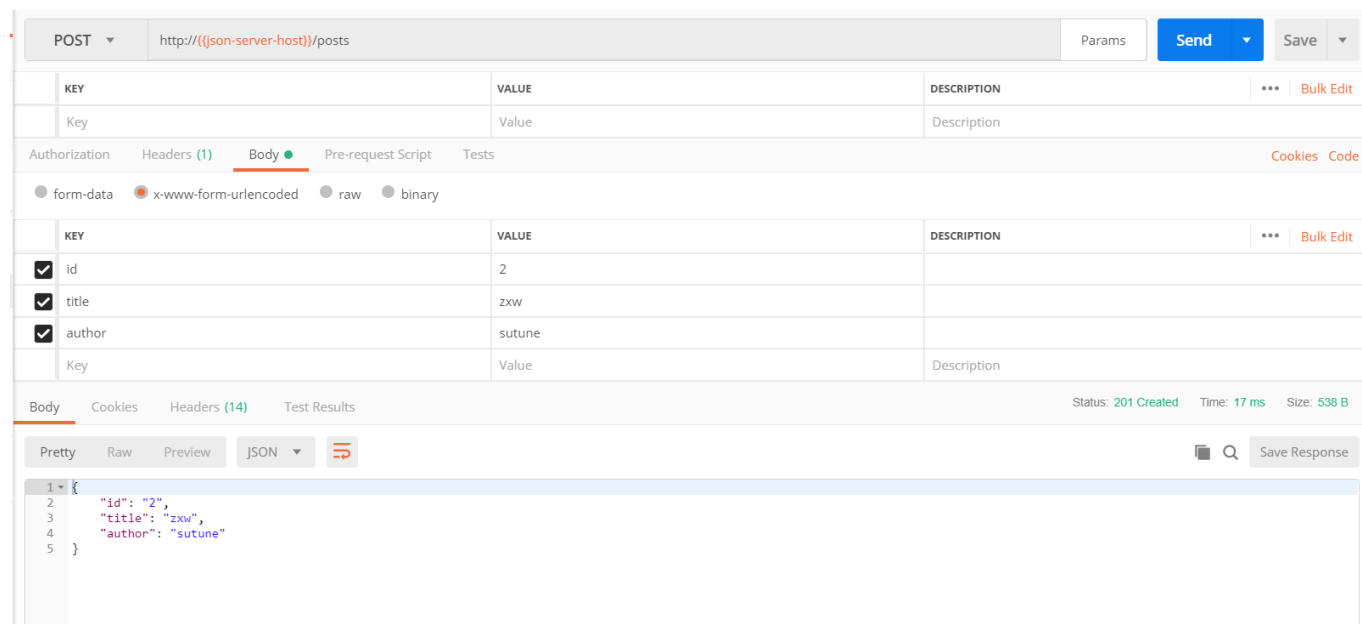 POST http://{{json-server-host}}/posts Params Send Save
KEY VALUE DESCRIPTION ••• Bulk Edit
Key Value Description
Authorization Headers (1) Body Pre-request Script Tests Cookies Code
form-data x-www-form-urlencoded raw binary
KEY VALUE DESCRIPTION ••• Bulk Edit
id 2
title zxw
author sutune
Key Value Description
Body Cookies Headers (14) Test Results Status: 201 Created Time: 17 ms Size: 538 B
Pretty Raw Preview JSON Save Response
1 {
2 "id": "2",
3 "title": "zxw",
4 "author": "sutune"
5 }